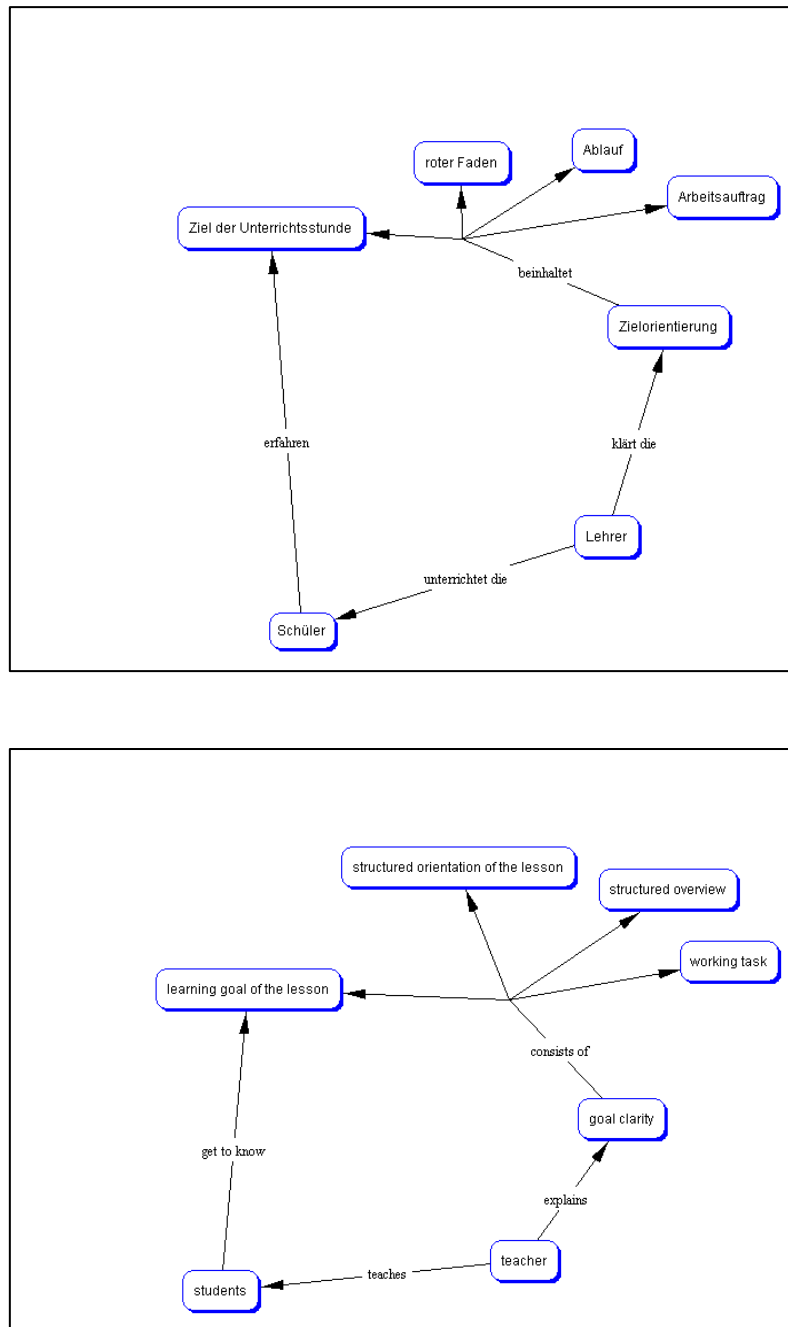 Ablauf
roter Faden
Arbeitsauftrag
Ziel der Unterrichtsstunde
beinhaltet
Zielorientierung
erfahren
klärt die
Lehrer
unterrichtet die
Schüler
structured orientation of the lesson
structured overview
working task
learning goal of the lesson
consists of
goal clarity
get to know
explains
teacher
teaches
students